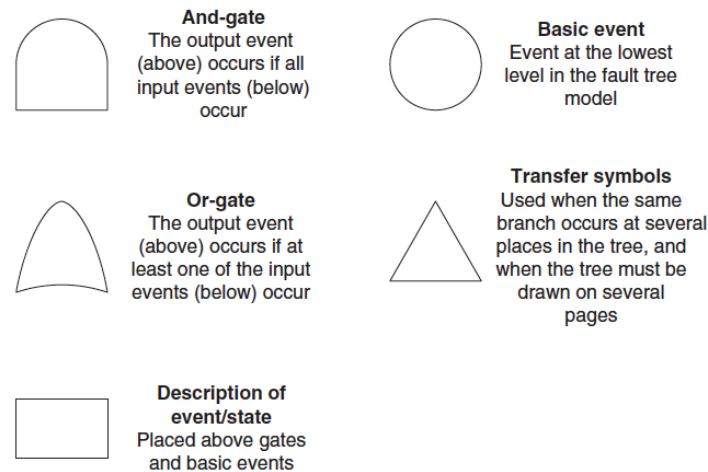 And-gate
The output event
(above) occurs if all
input events (below)
occur
Basic event
Event at the lowest
level in the fault tree
model
Or-gate
The output event
(above) occurs if at
least one of the input
events (below) occur
Transfer symbols
Used when the same
branch occurs at several
places in the tree, and
when the tree must be
drawn on several
pages
Description of
event/state
Placed above gates
and basic events